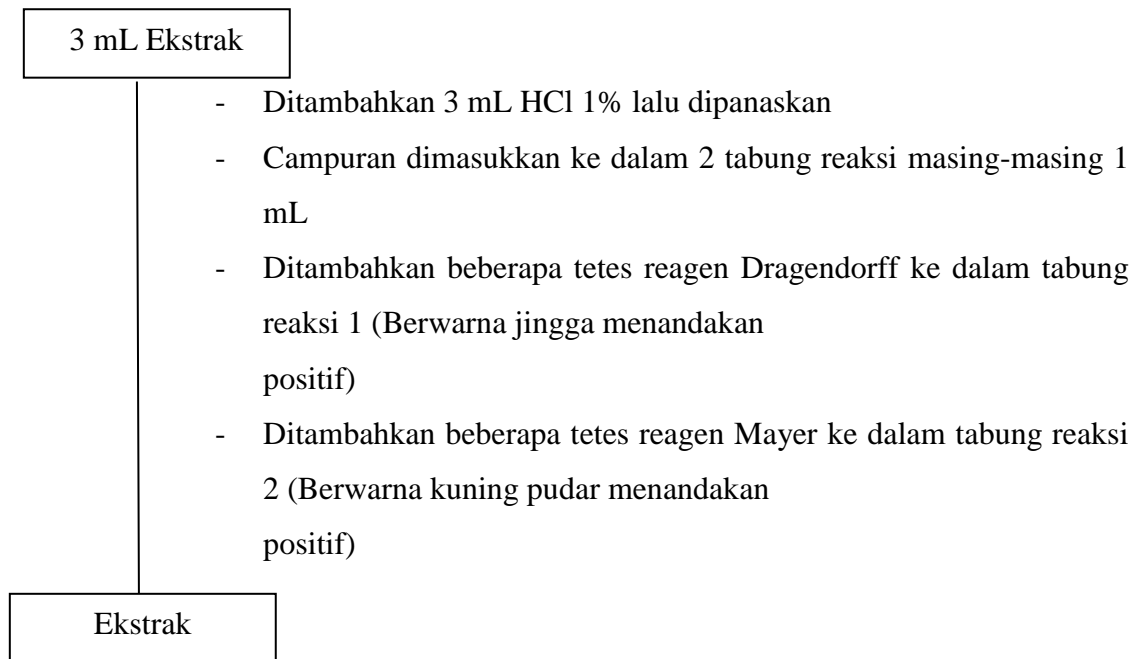 3 mL Ekstrak
- Ditambahkan 3 mL HCl 1% lalu dipanaskan
- Campuran dimasukkan ke dalam 2 tabung reaksi masing-masing 1
mL
- Ditambahkan beberapa tetes reagen Dragendorff ke dalam tabung
reaksi 1 (Berwarna jingga menandakan
positif)
- Ditambahkan beberapa tetes reagen Mayer ke dalam tabung reaksi
2 (Berwarna kuning pudar menandakan
positif)
Ekstrak